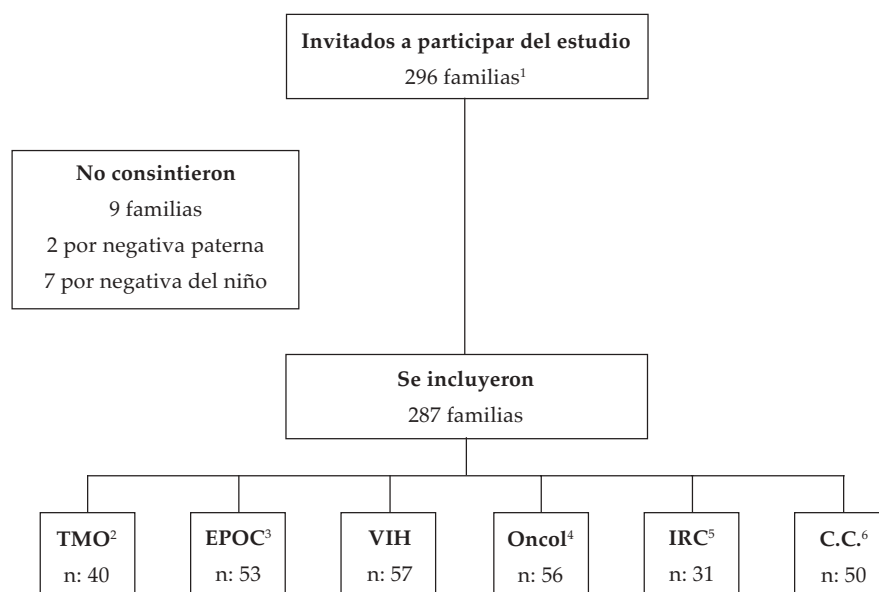 Invitados a participar del estudio
296 familias¹
No consintieron
9 familias
2 por negativa paterna
7 por negativa del niño
Se incluyeron
287 familias
TMO²
n: 40
EPOC³
n: 53
VIH
n: 57
Oncol⁴
n: 56
IRC⁵
n: 31
C.C.⁶
n: 50